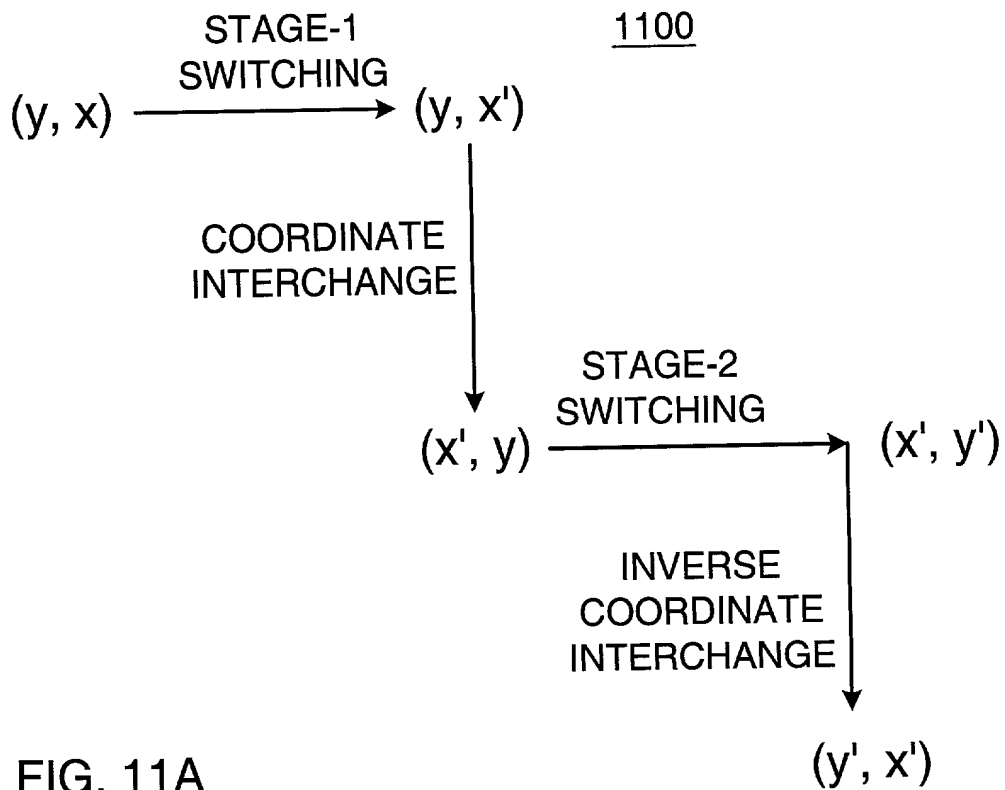 STAGE-1
SWITCHING
1100
(y, x)
(y, x')
COORDINATE
INTERCHANGE
STAGE-2
SWITCHING
(x', y)
(x', y')
INVERSE
COORDINATE
INTERCHANGE
(y', x')
FIG. 11A